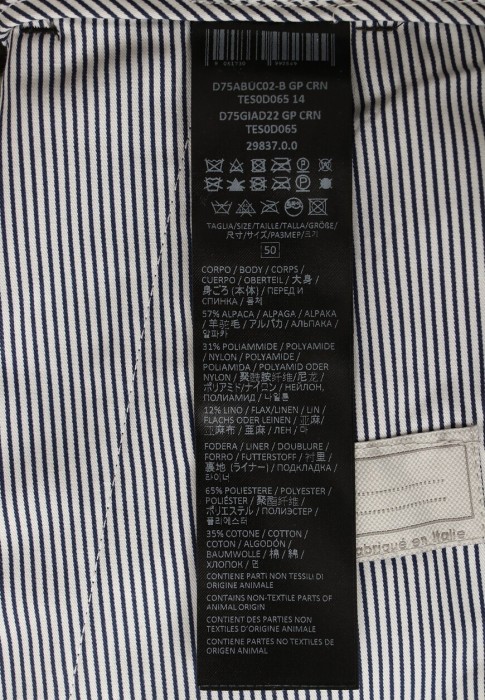 D75ABUC02-B GP CRN
TES0D065 14
D75GIAD22 GP CRN
TES0D065
29837.0.0
TAGLIA/SIZE/TAILLE/TALLA/GRÖßE/
尺寸/サイズ/РАЗМЕР/크기
50
CORPO / BODY / CORPS /
CUERPO / OBERTEIL / 大身 /
身ごろ (本体) / ПЕРЕД И
СПИНКА / 몸체
57% ALPACA / ALPAGA / ALPAKA
/ 羊驼毛 / アルパカ / АЛЬПАКА /
알파카
31% POLIAMMIDE / POLYAMIDE
/ NYLON / POLYAMIDE /
POLIAMIDA / POLYAMID ODER
NYLON / 聚酰胺纤维/尼龙 /
ポリアミド/ナイロン / НЕЙЛОН,
ПОЛИАМИД / 나일론
12% LINO / FLAX/LINEN / LIN /
FLACHS ODER LEINEN / 亚麻/
亚麻布 / 亜麻 / ЛЕН / 마
FODERA / LINER / DOUBLURE /
FORRO / FUTTERSTOFF / 衬里 /
裏地 (ライナー) / ПОДКЛАДКА /
라이너
65% POLIESTERE / POLYESTER /
POLIÉSTER / 聚酯纤维 /
ポリエステル / ПОЛИЭСТЕР /
폴리에스터
35% COTONE / COTTON /
COTON / ALGODÓN /
BAUMWOLLE / 棉 / 綿 /
ХЛОПОК / 면
CONTIENE PARTI NON TESSILI DI
ORIGINE ANIMALE
CONTAINS NON-TEXTILE PARTS OF
ANIMAL ORIGIN
CONTIENT DES PARTIES NON
TEXTILES D'ORIGINE ANIMALE
CONTIENE PARTES NO TEXTILES DE
ORIGEN ANIMAL
Fabriqué en Italie